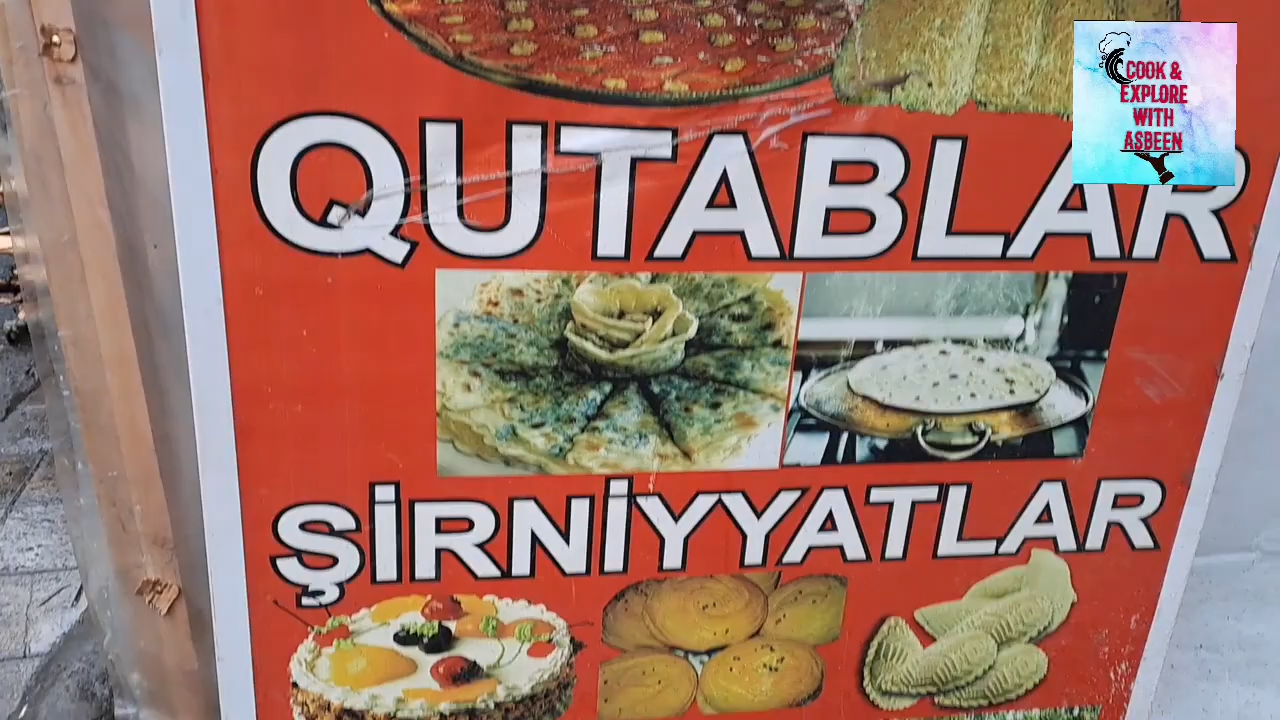 COOK &
EXPLORE
WITH
ASBEEN
QUTABLAR
ŞİRNİYYATLAR